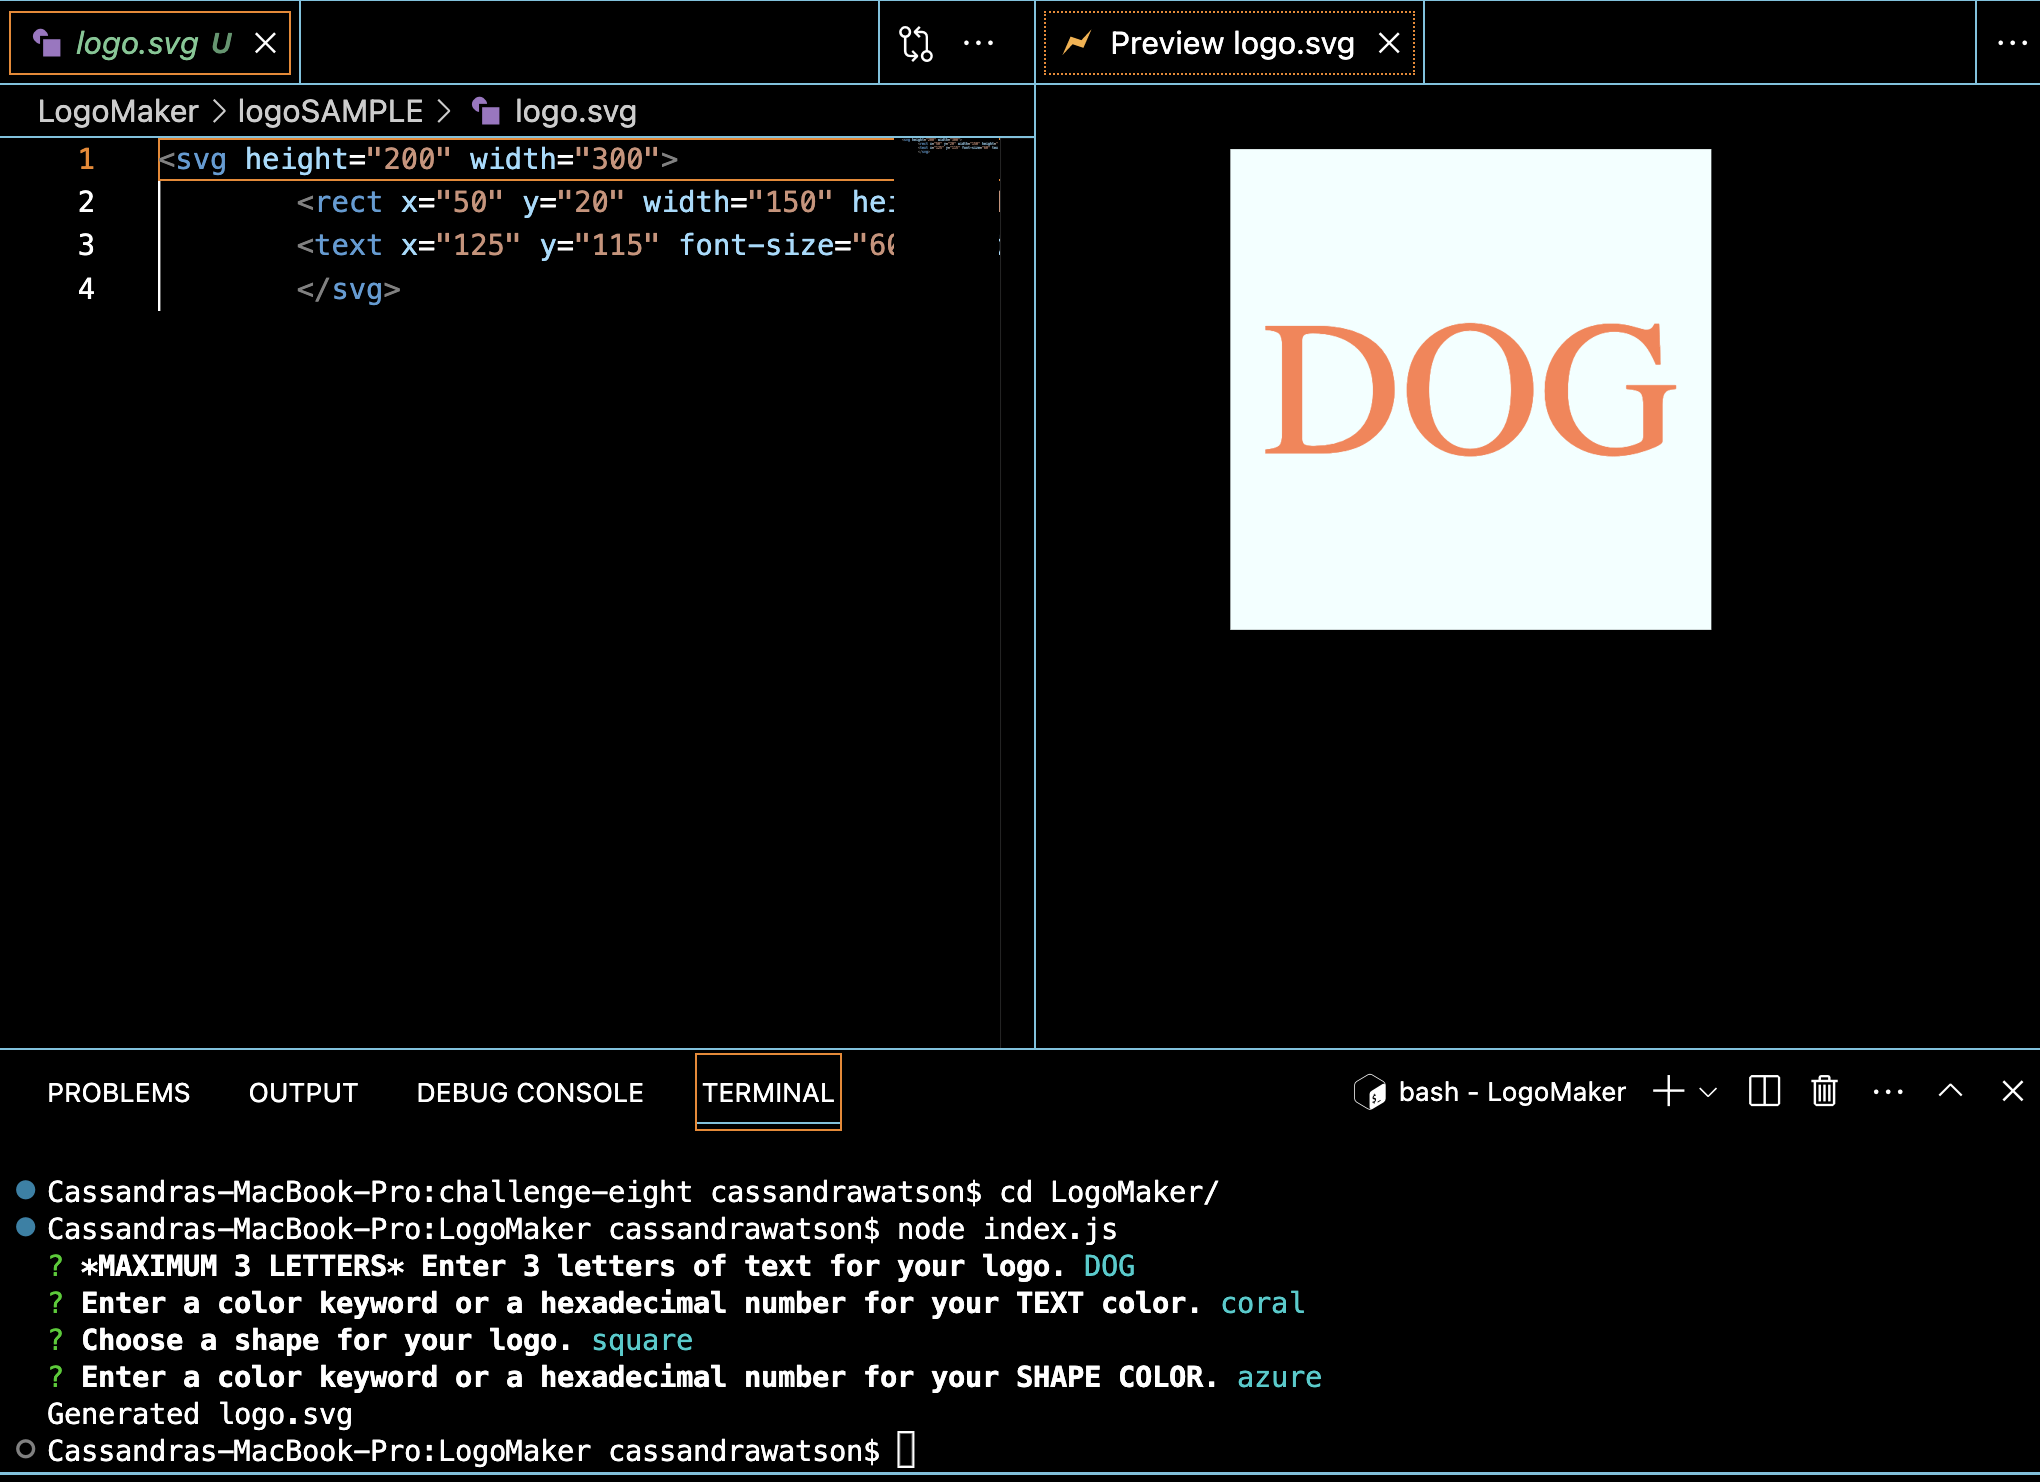 logo.svg U
Preview logo.svg
LogoMaker > logoSAMPLE > logo.svg
1 <svg height="200" width="300">
2 <rect x="50" y="20" width="150" hei
3 <text x="125" y="115" font-size="60
4 </svg>
DOG
PROBLEMS OUTPUT DEBUG CONSOLE TERMINAL
bash - LogoMaker
Cassandras-MacBook-Pro:challenge-eight cassandrawatson$ cd LogoMaker/
Cassandras-MacBook-Pro:LogoMaker cassandrawatson$ node index.js
? *MAXIMUM 3 LETTERS* Enter 3 letters of text for your logo. DOG
? Enter a color keyword or a hexadecimal number for your TEXT color. coral
? Choose a shape for your logo. square
? Enter a color keyword or a hexadecimal number for your SHAPE COLOR. azure
Generated logo.svg
Cassandras-MacBook-Pro:LogoMaker cassandrawatson$